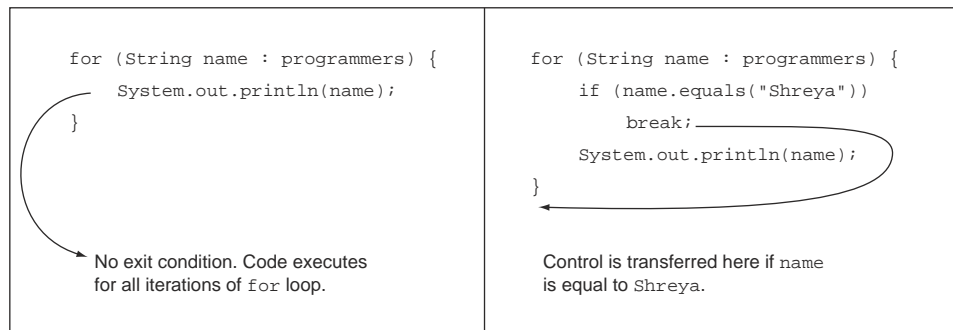 for (String name : programmers) {
System.out.println(name);
}
No exit condition. Code executes
for all iterations of for loop.
for (String name : programmers) {
if (name.equals("Shreya"))
break;
System.out.println(name);
}
Control is transferred here if name
is equal to Shreya.